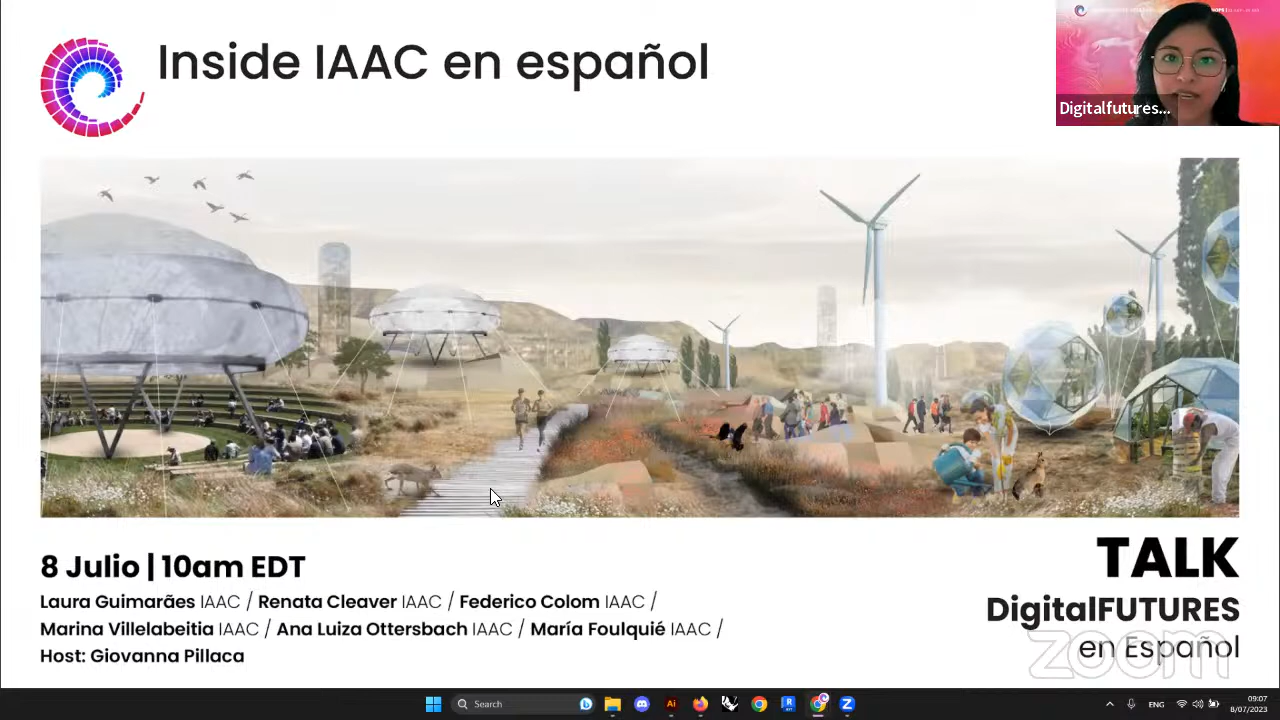 Inside IAAC en español
Digitalfutures...
8 Julio | 10am EDT
Laura Guimarães IAAC / Renata Cleaver IAAC / Federico Colom IAAC /
Marina Villelabeitia IAAC / Ana Luiza Ottersbach IAAC / María Foulquié IAAC /
Host: Giovanna Pillaca
TALK
DigitalFUTURES
en Español
zoom
Search
Ai
R
Z
ENG
09:07
8/07/2023